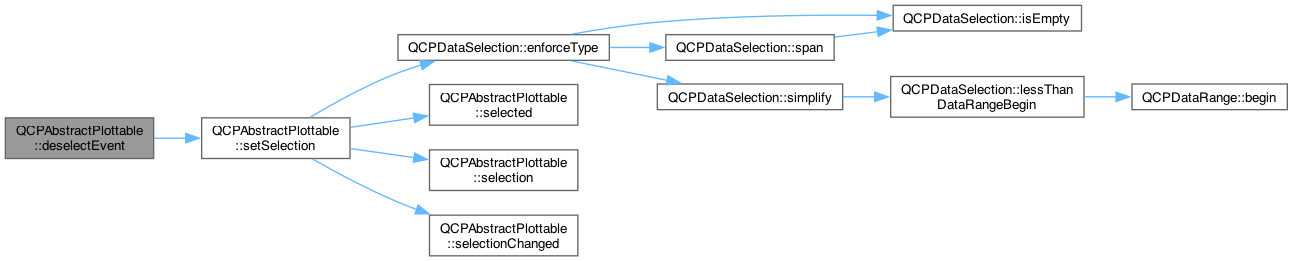 QCPAbstractPlottable
::deselectEvent
QCPAbstractPlottable
::setSelection
QCPDataSelection::enforceType
QCPAbstractPlottable
::selected
QCPAbstractPlottable
::selection
QCPAbstractPlottable
::selectionChanged
QCPDataSelection::isEmpty
QCPDataSelection::span
QCPDataSelection::simplify
QCPDataSelection::lessThan
DataRangeBegin
QCPDataRange::begin